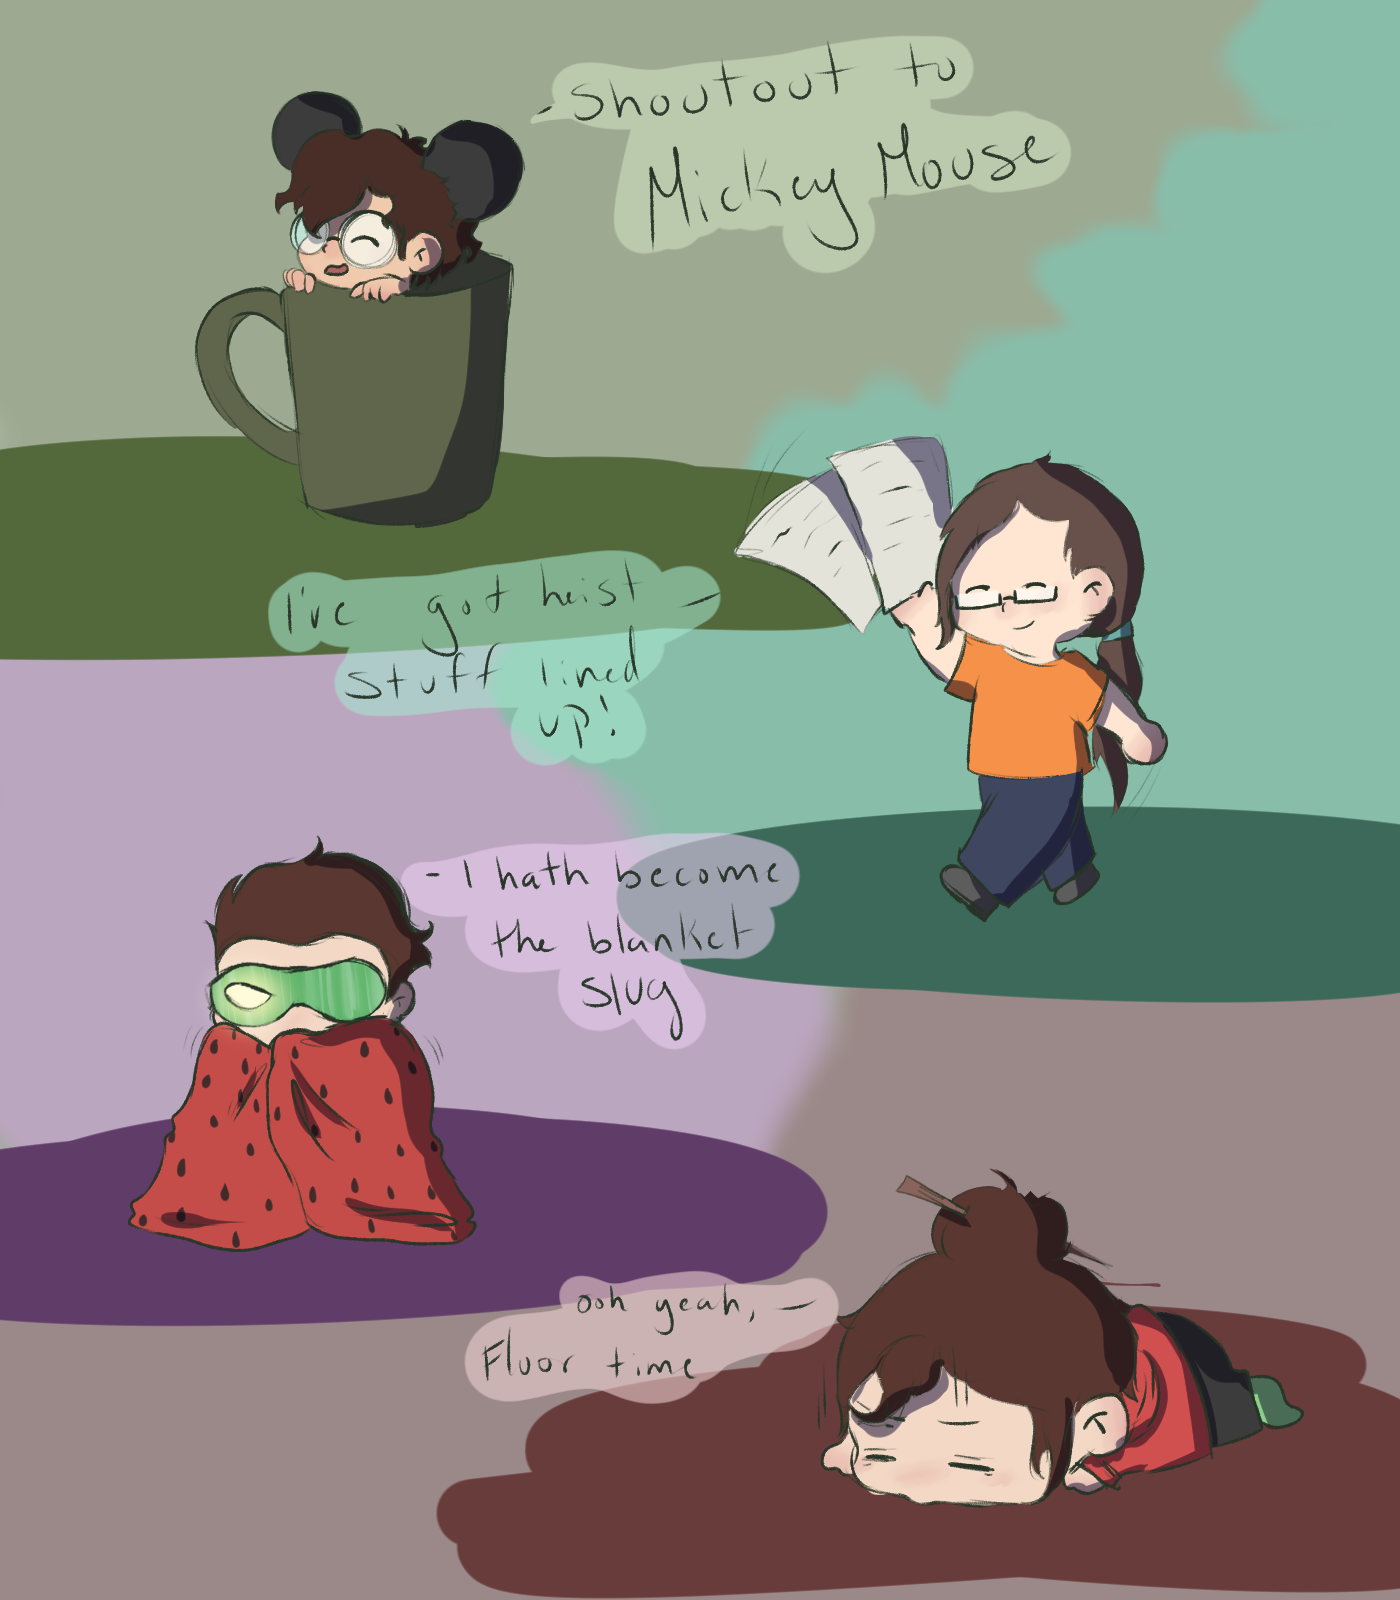 - Shoutout to
Mickey Mouse
I've got heist -
stuff lined
up!
- I hath become
the blanket
slug
ooh yeah, -
Floor time